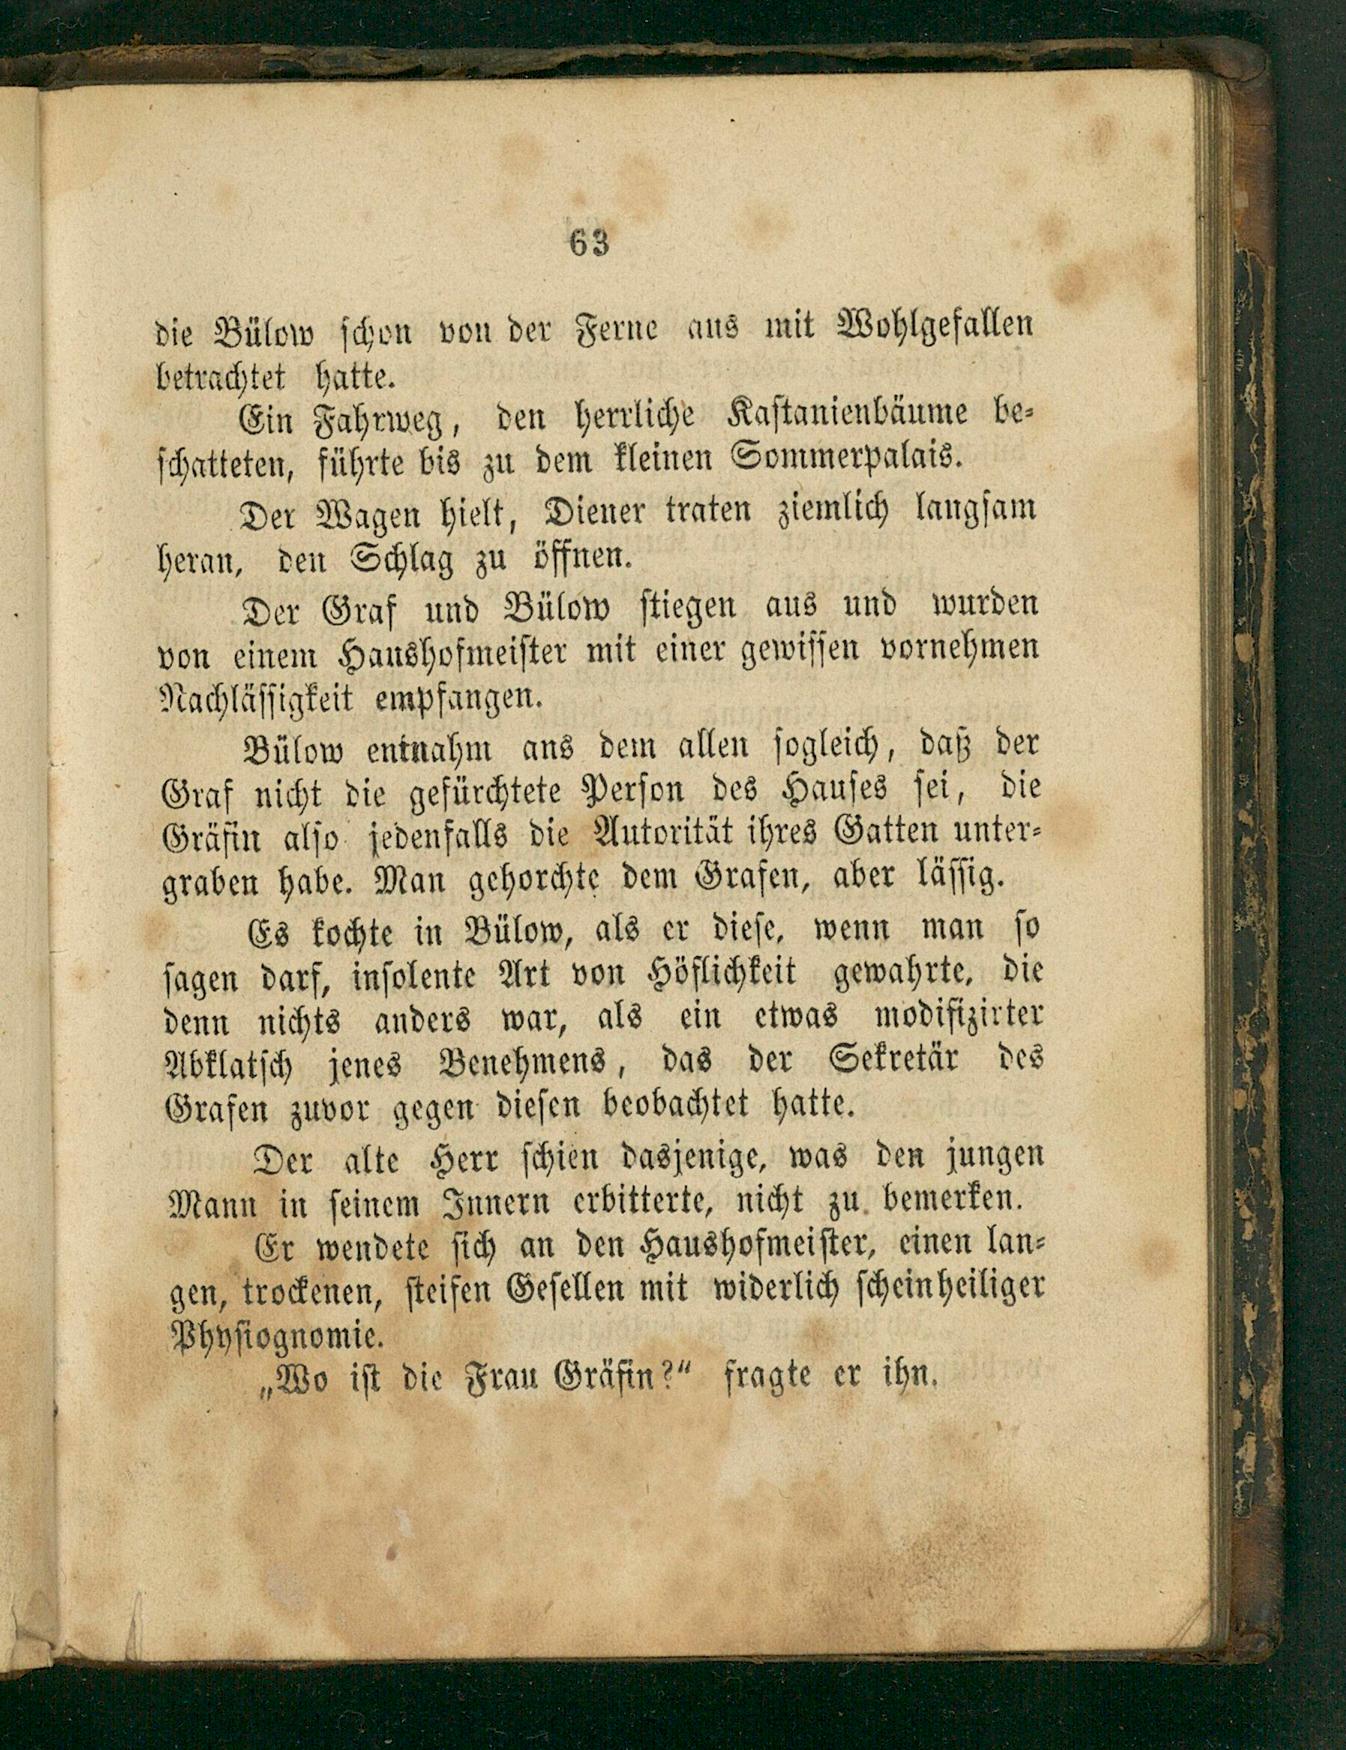 63
die Bülow schon von der Ferne aus mit Wohlgefallen
betrachtet hatte.
Ein Fahrweg, den herrliche Kastanienbäume be-
schatteten, führte bis zu dem kleinen Sommerpalais.
Der Wagen hielt, Diener traten ziemlich langsam
heran, den Schlag zu öffnen.
Der Graf und Bülow stiegen aus und wurden
von einem Haushofmeister mit einer gewissen vornehmen
Nachlässigkeit empfangen.
Bülow entnahm aus dem allen sogleich, daß der
Graf nicht die gefürchtete Person des Hauses sei, die
Gräfin also jedenfalls die Autorität ihres Gatten unter-
graben habe. Man gehorchte dem Grafen, aber lässig.
Es kochte in Bülow, als er diese, wenn man so
sagen darf, insolente Art von Höflichkeit gewahrte, die
denn nichts anders war, als ein etwas modifizirter
Abklatsch jenes Benehmens, das der Sekretär des
Grafen zuvor gegen diesen beobachtet hatte.
Der alte Herr schien dasjenige, was den jungen
Mann in seinem Innern erbitterte, nicht zu bemerken.
Er wendete sich an den Haushofmeister, einen lan-
gen, trockenen, steifen Gesellen mit widerlich scheinheiliger
Physiognomie.
„Wo ist die Frau Gräfin?“ fragte er ihn.